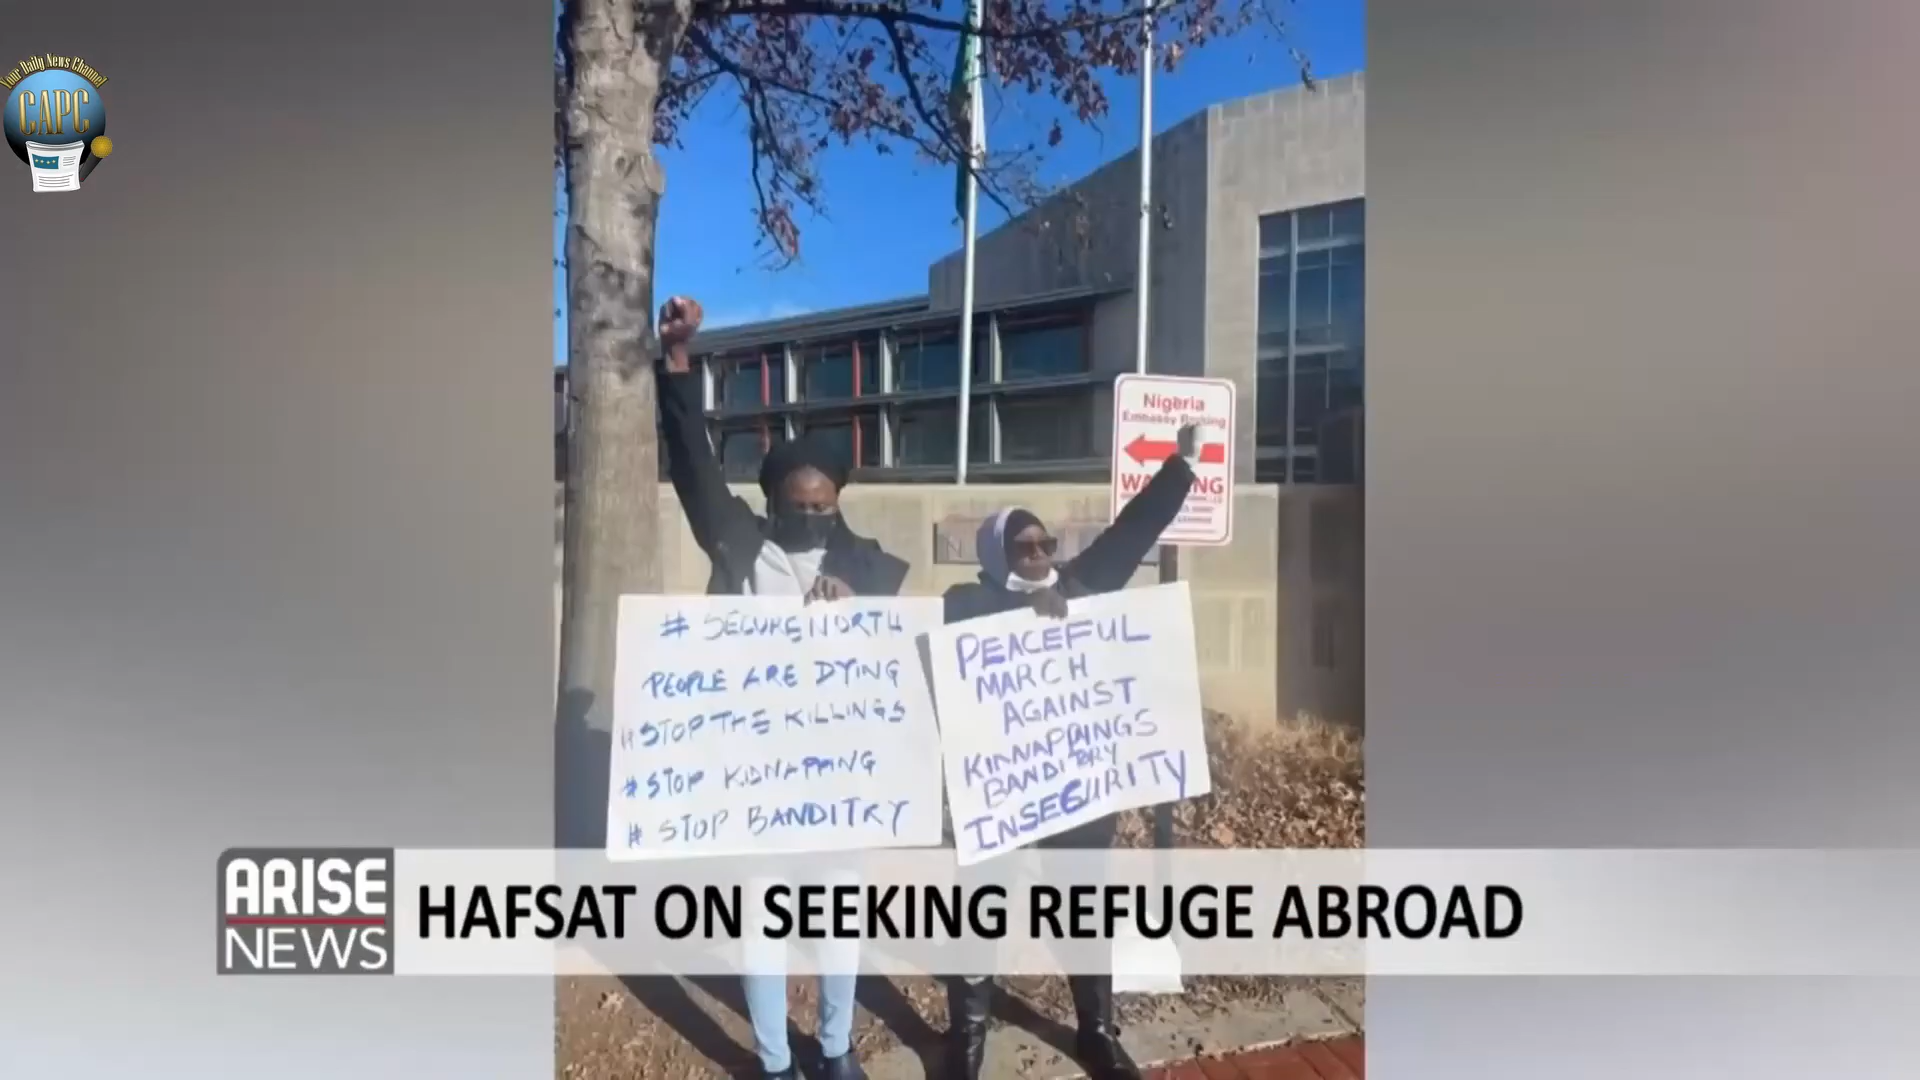 Your Daily News Channel
CAPC
Nigeria
Embassy Parking
WARNING
# SECURENORTH
PEOPLE ARE DYING
#STOP THE KILLINGS
# STOP KIDNAPPING
# STOP BANDITRY
PEACEFUL
MARCH
AGAINST
KIDNAPPINGS
BANDITRY
INSECURITY
ARISE
NEWS
HAFSAT ON SEEKING REFUGE ABROAD